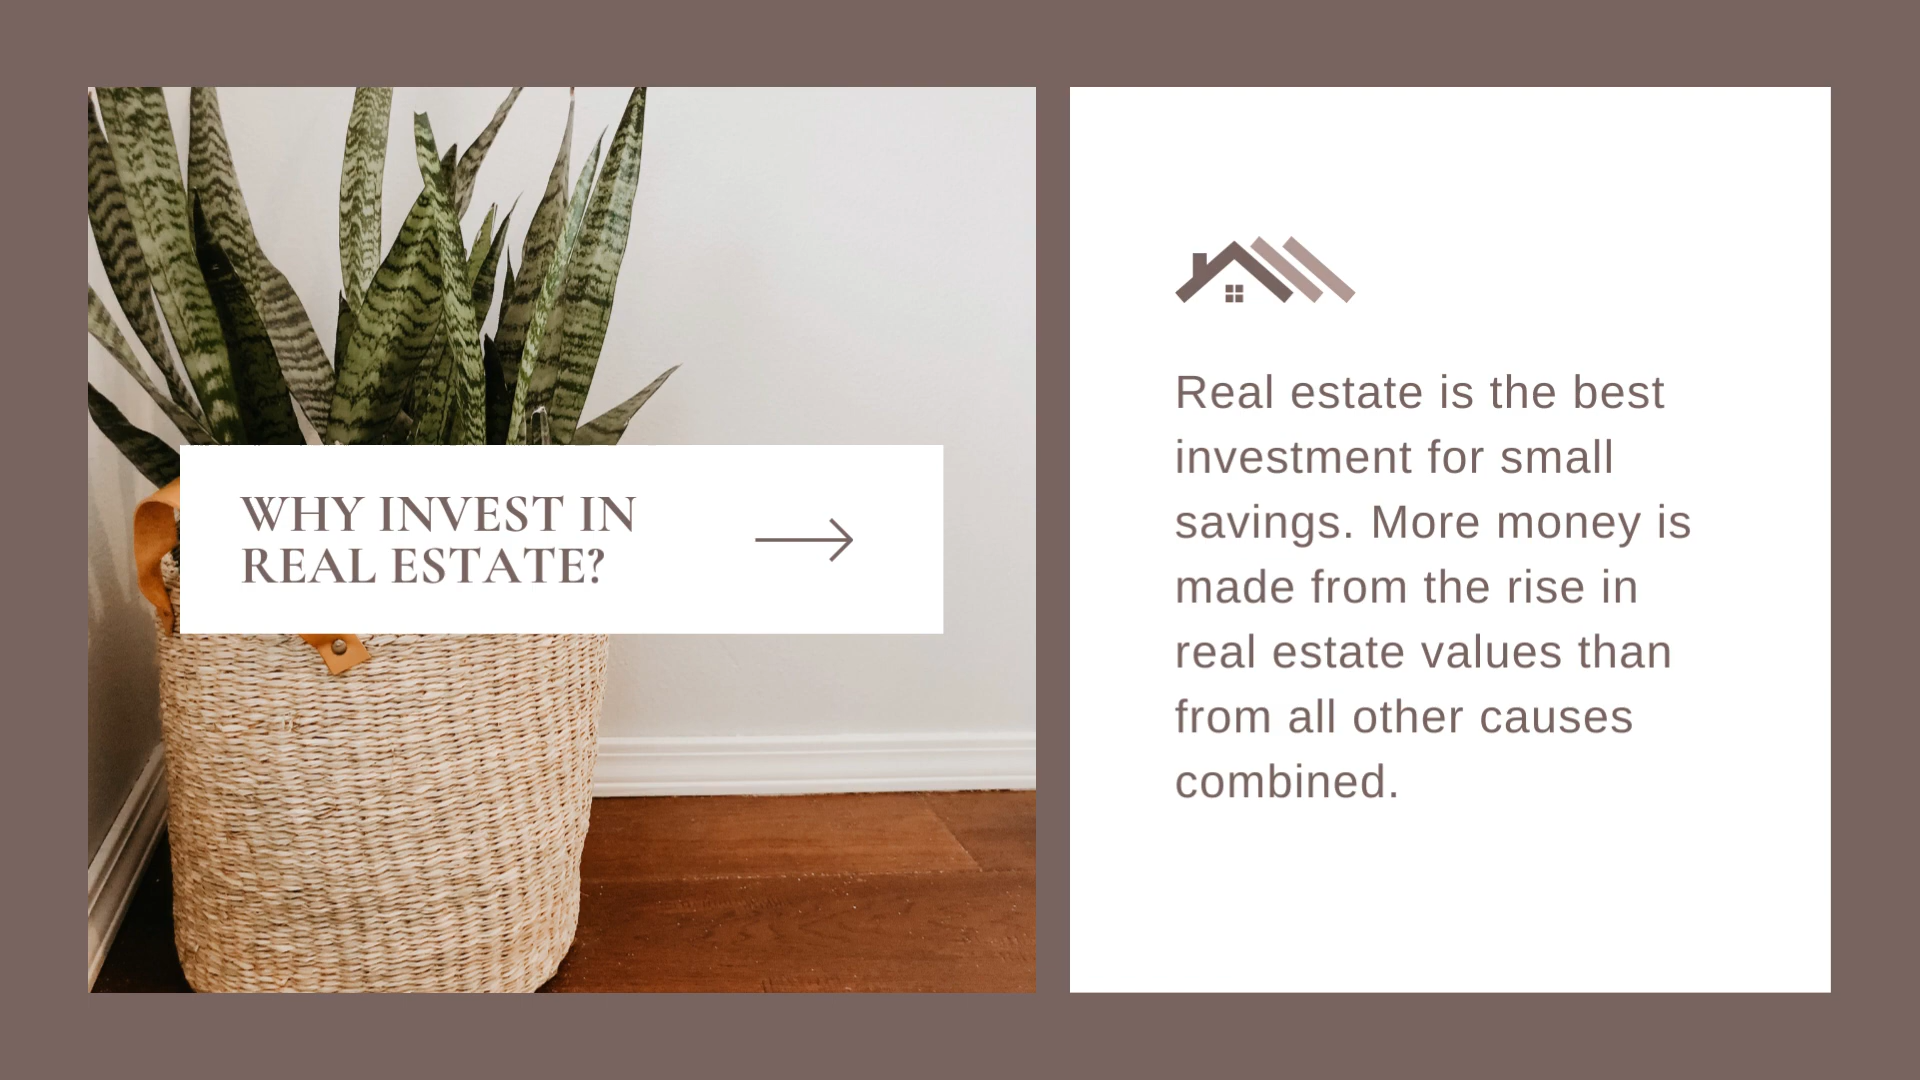 WHY INVEST IN
REAL ESTATE?
Real estate is the best
investment for small
savings. More money is
made from the rise in
real estate values than
from all other causes
combined.